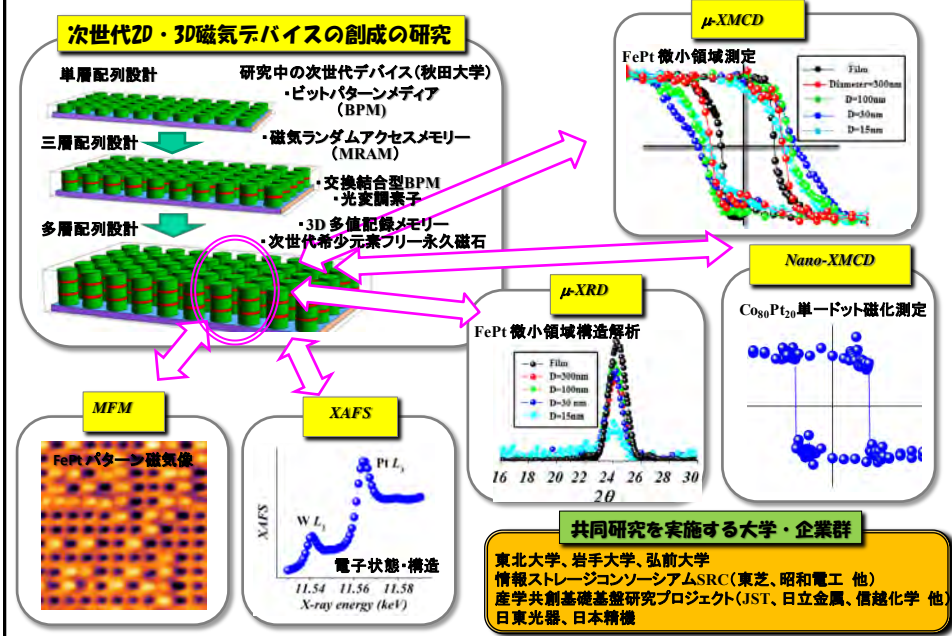 次世代2D・3D磁気デバイスの創成の研究
単層配列設計
研究中の次世代デバイス(秋田大学)
・ビットパターンメディア
(BPM)
三層配列設計
・磁気ランダムアクセスメモリー
(MRAM)
・交換結合型BPM
・光変調素子
多層配列設計
・3D多値記録メモリー
・次世代希少元素フリー永久磁石
μ-XMCD
FePt 微小領域測定
Film
Diameter=300nm
D=100nm
D=30nm
D=15nm
Nano-XMCD
Co80Pt20単一ドット磁化測定
μ-XRD
FePt 微小領域構造解析
Film
D=300nm
D=100nm
D=30 nm
D=15nm
16 18 20 22 24 26 28 30
2θ
MFM
FePt パターン磁気像
XAFS
Pt L3
W L2
XAFS
電子状態・構造
11.54 11.56 11.58
X-ray energy (keV)
共同研究を実施する大学・企業群
東北大学、岩手大学、弘前大学
情報ストレージコンソーシアムSRC(東芝、昭和電工 他)
産学共創基礎基盤研究プロジェクト(JST、日立金属、信越化学 他)
日東光器、日本精機